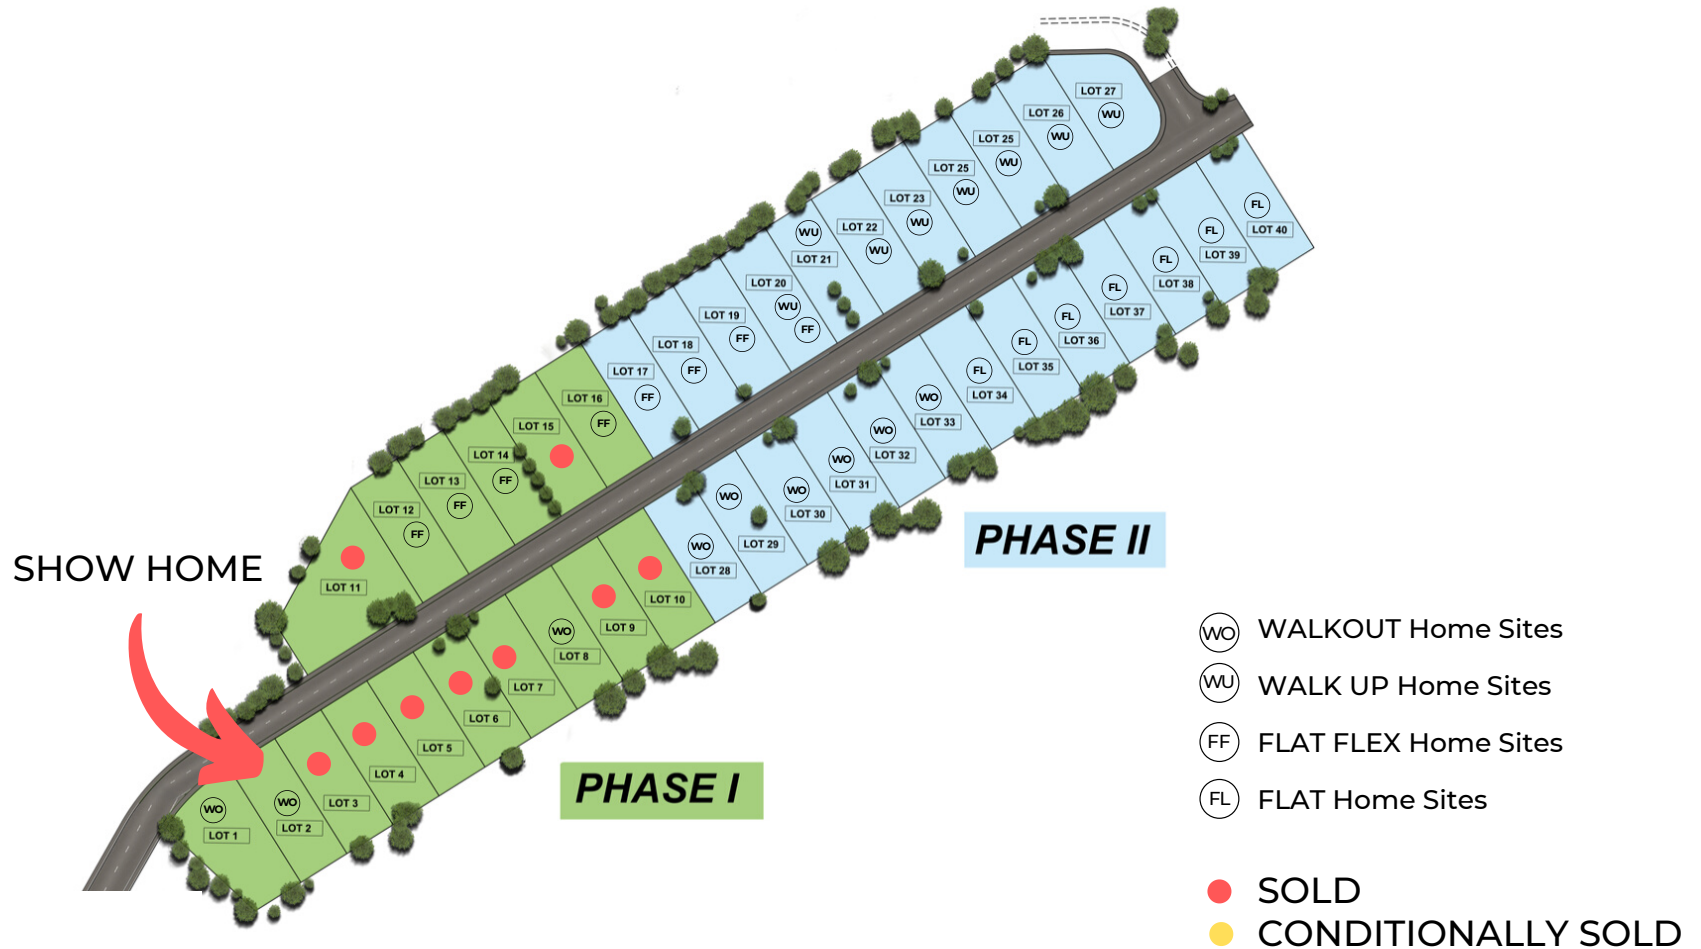 LOT 27
WU
LOT 26
WU
LOT 25
WU
LOT 25
WU
LOT 23
WU
LOT 22
WU
WU
LOT 21
LOT 20
WU
FF
LOT 19
FF
LOT 18
FF
LOT 17
FF
LOT 16
FF
LOT 15
LOT 14
FF
LOT 13
FF
LOT 12
FF
LOT 11
FL
LOT 40
FL
LOT 39
FL
LOT 38
FL
LOT 37
FL
LOT 36
FL
LOT 35
FL
LOT 34
WO
LOT 33
WO
LOT 32
WO
LOT 31
WO
LOT 30
WO
LOT 29
WO
LOT 28
LOT 10
LOT 9
WO
LOT 8
LOT 7
LOT 6
LOT 5
LOT 4
LOT 3
WO
LOT 2
WO
LOT 1
SHOW HOME
PHASE II
PHASE I
WO WALKOUT Home Sites
WU WALK UP Home Sites
FF FLAT FLEX Home Sites
FL FLAT Home Sites
SOLD
CONDITIONALLY SOLD